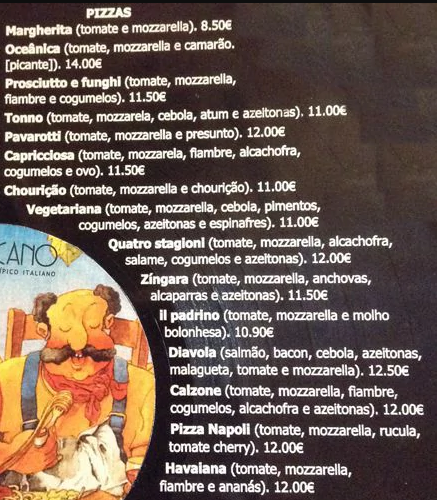 PIZZAS
Margherita (tomate e mozzarella). 8.50€
Oceânica (tomate, mozzarella e camarão.
[picante]). 14.00€
Prosciutto e funghi (tomate, mozzarella,
fiambre e cogumelos). 11.50€
Tonno (tomate, mozzarela, cebola, atum e azeitonas). 11.00€
Pavarotti (tomate, mozzarella e presunto). 12.00€
Capricciosa (tomate, mozzarela, fiambre, alcachofra,
cogumelos e ovo). 11.50€
Chourição (tomate, mozzarella e chourição). 11.00€
Vegetariana (tomate, mozzarella, cebola, pimentos,
cogumelos, azeitonas e espinafres). 11.00€
Quatro stagioni (tomate, mozzarella, alcachofra,
salame, cogumelos e azeitonas). 12.00€
CANO
ÍPICO ITALIANO
Zíngara (tomate, mozzarella, anchovas,
alcaparras e azeitonas). 11.50€
il padrino (tomate, mozzarella e molho
bolonhesa). 10.90€
Diavola (salmão, bacon, cebola, azeitonas,
malagueta, tomate e mozzarella). 12.50€
Calzone (tomate, mozzarella, fiambre,
cogumelos, alcachofra e azeitonas). 12.00€
Pizza Napoli (tomate, mozzarella, rucula,
tomate cherry). 12.00€
Havaiana (tomate, mozzarella,
fiambre e ananás). 12.00€